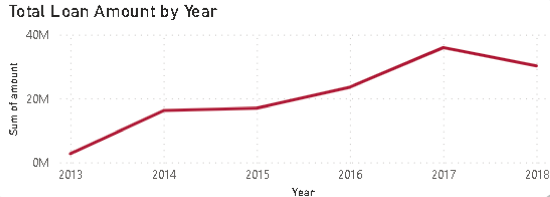 Total Loan Amount by Year
40M
20M
0M
Sum of amount
2013 2014 2015 2016 2017 2018
Year